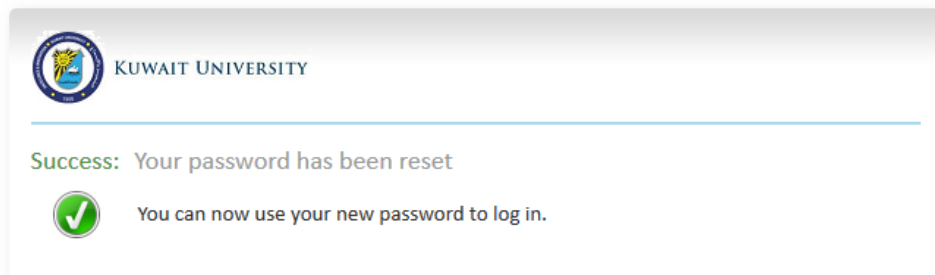 KUWAIT UNIVERSITY
Success: Your password has been reset
You can now use your new password to log in.